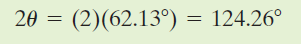 2θ = (2)(62.13°) = 124.26°